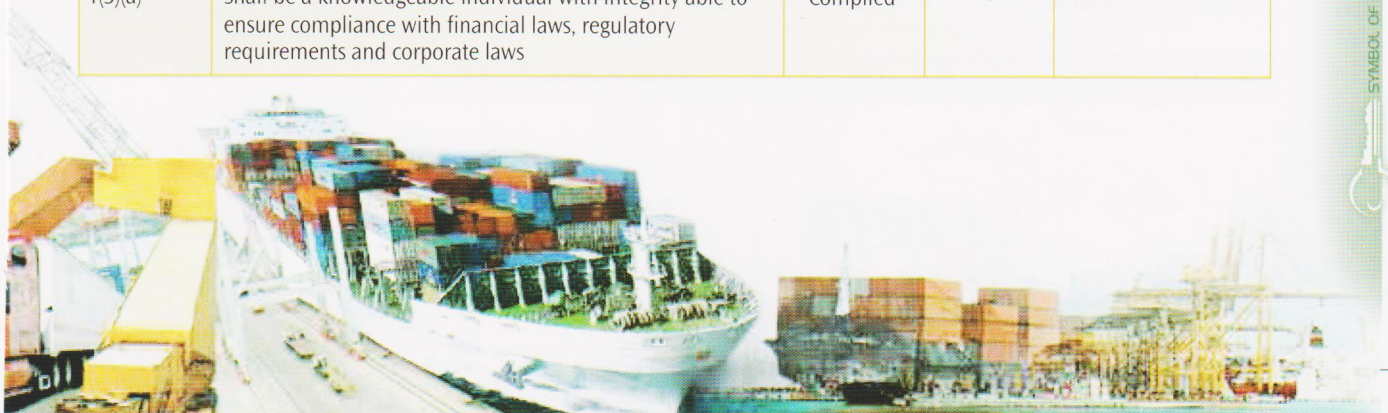 shall be a knowledgeable individual with integrity able to
Complied
ensure compliance with financial laws, regulatory
requirements and corporate laws
SYMBOL OF